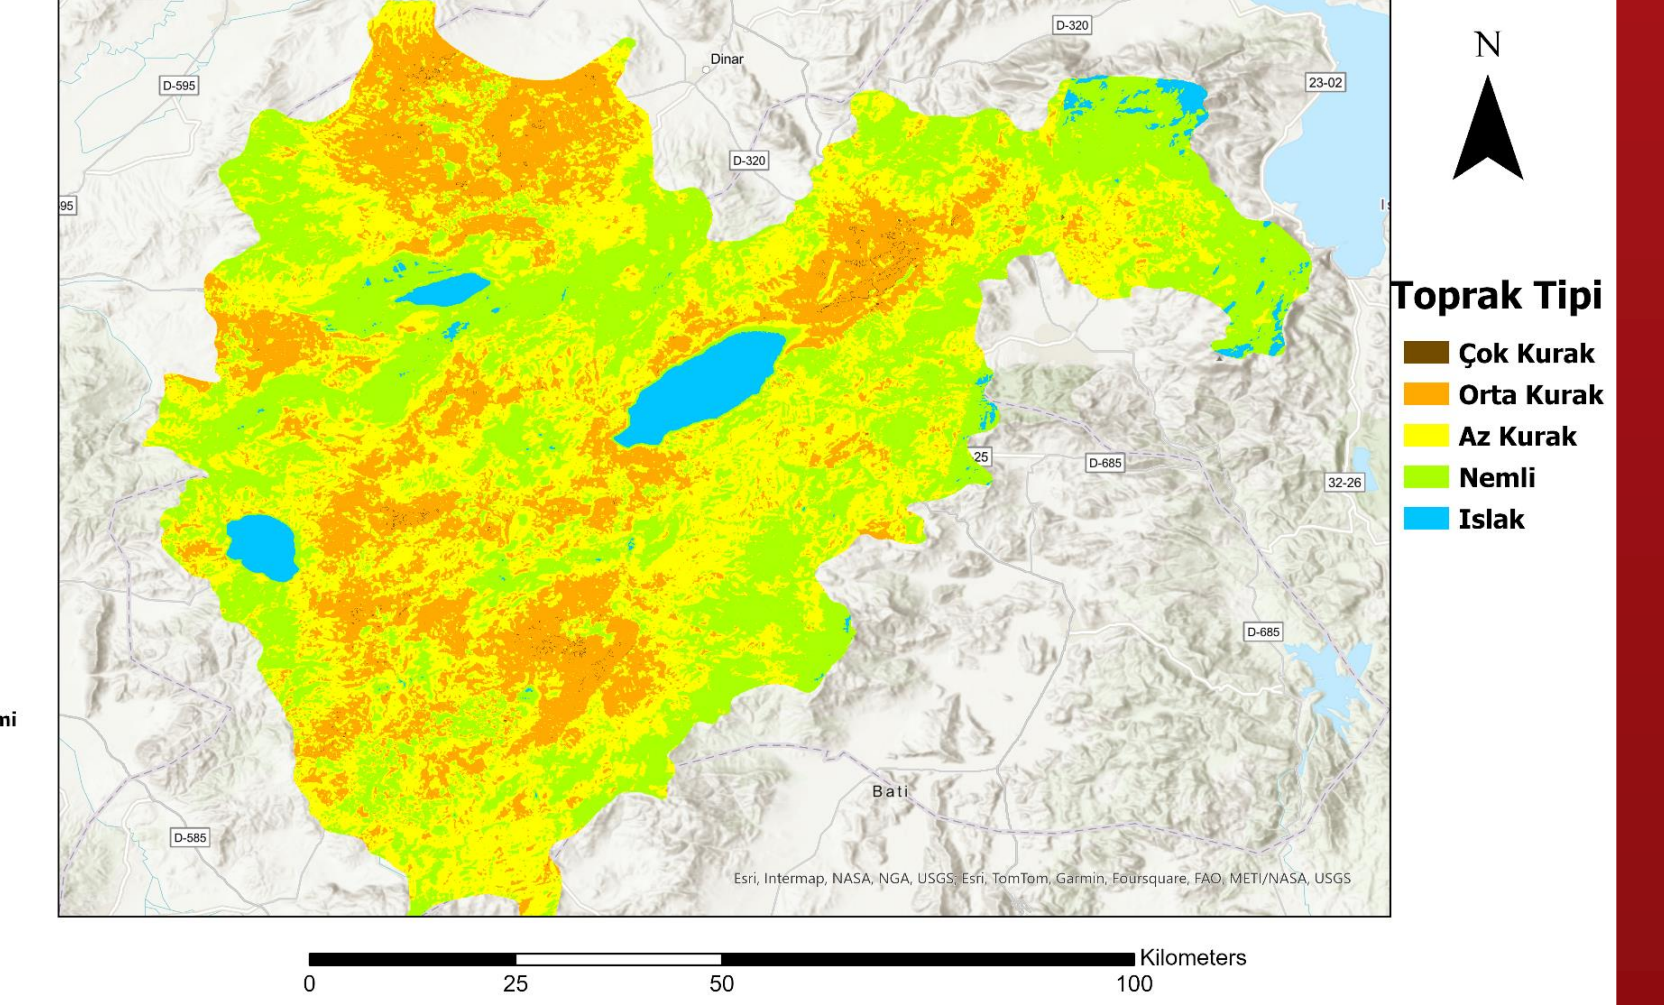 D-320
N
D-595
Dinar
23-02
D-320
95
Is
Toprak Tipi
Çok Kurak
Orta Kurak
Az Kurak
Nemli
Islak
25
D-685
32-26
D-685
mi
Bati
D-585
Esri, Intermap, NASA, NGA, USGS; Esri, TomTom, Garmin, Foursquare, FAO, METI/NASA, USGS
Kilometers
0 25 50 100